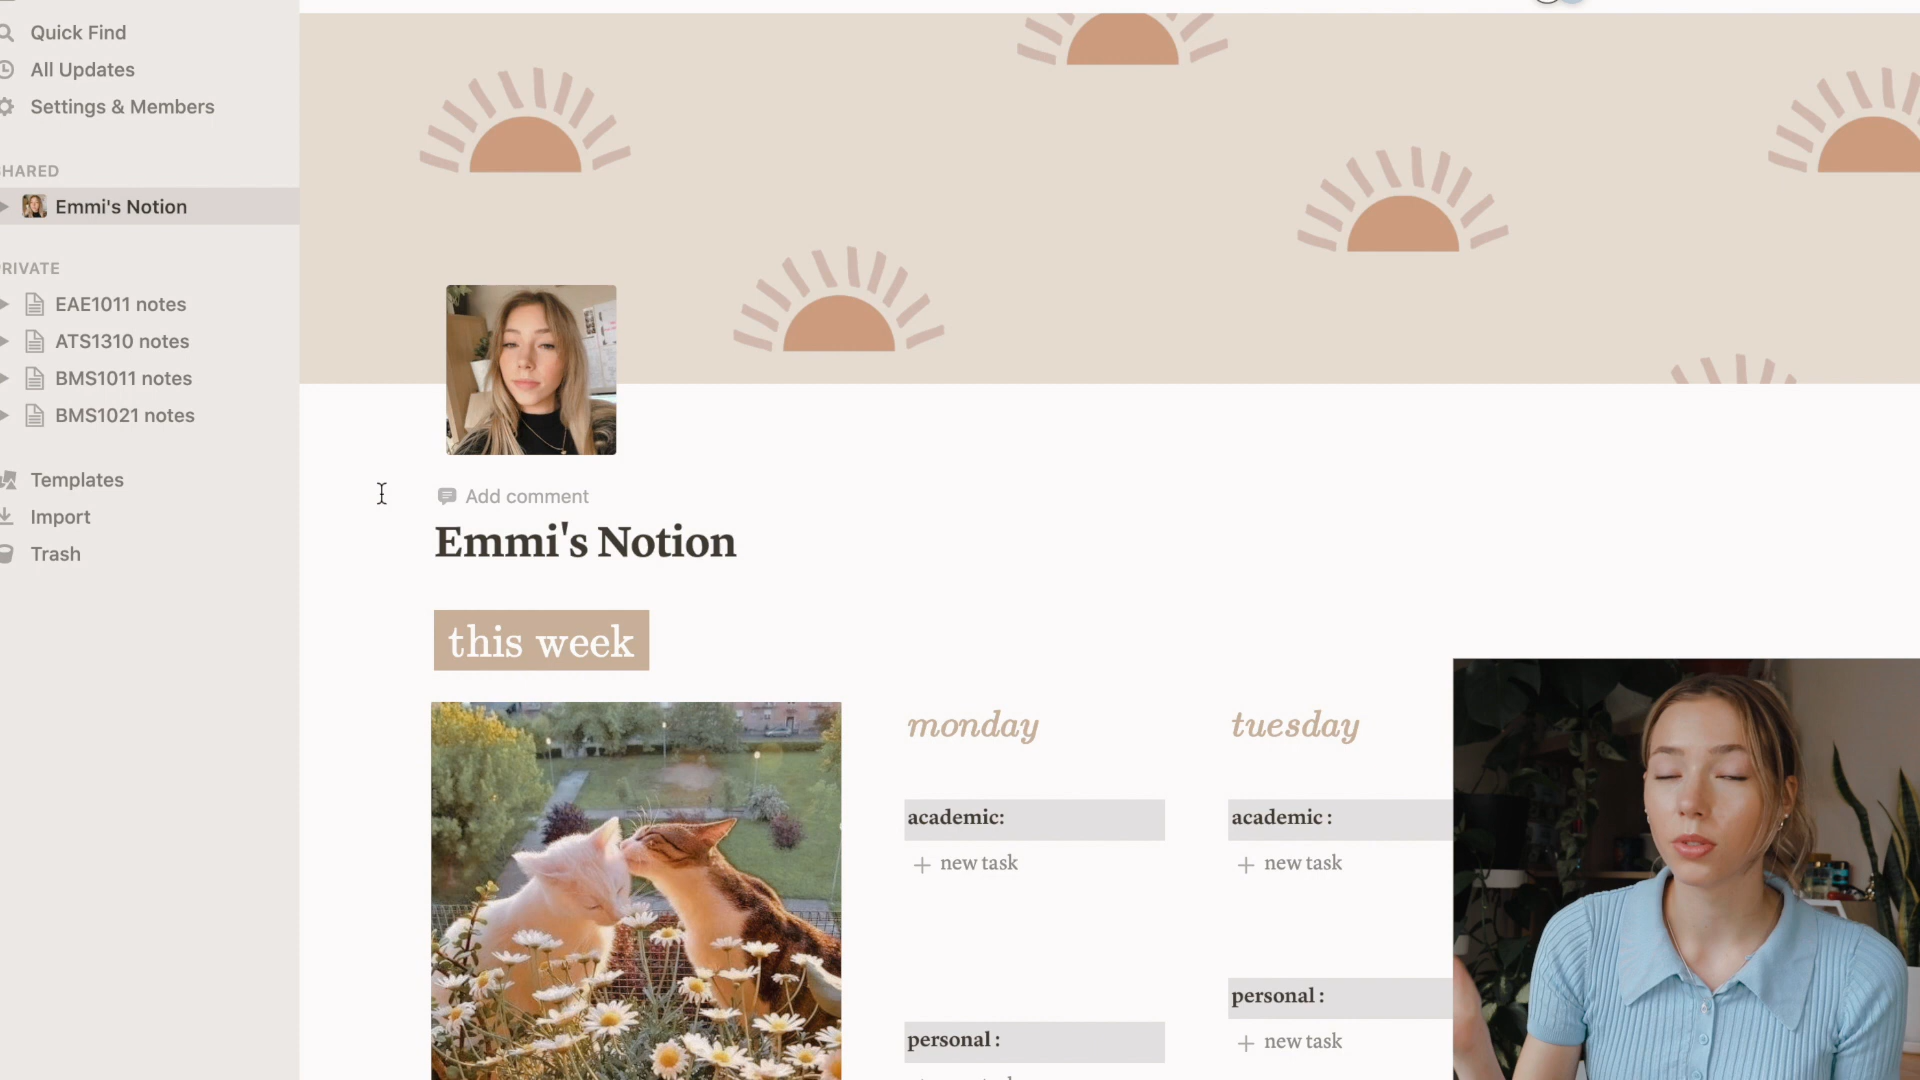 Quick Find
All Updates
Settings & Members
HARED
Emmi's Notion
RIVATE
EAE1011 notes
ATS1310 notes
BMS1011 notes
BMS1021 notes
Templates
Import
Trash
Add comment
Emmi's Notion
this week
monday
academic:
+ new task
personal :
tuesday
academic :
+ new task
personal :
+ new task